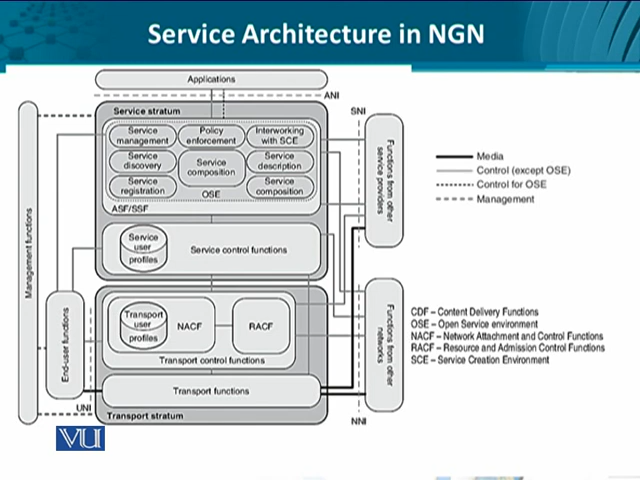 Service Architecture in NGN
Applications
ANI
SNI
Service stratum
Service
management
Policy
enforcement
Interworking
with SCE
Service
discovery
Service
composition
Service
description
Service
registration
OSE
Service
composition
ASF/SSF
Service
user
profiles
Service control functions
Management functions
End-user functions
Transport
user
profiles
NACF
RACF
Transport control functions
Transport functions
UNI
Transport stratum
NNI
Functions from other
service providers
Functions from other
networks
Media
Control (except OSE)
Control for OSE
Management
CDF – Content Delivery Functions
OSE – Open Service environment
NACF – Network Attachment and Control Functions
RACF – Resource and Admission Control Functions
SCE – Service Creation Environment
VU